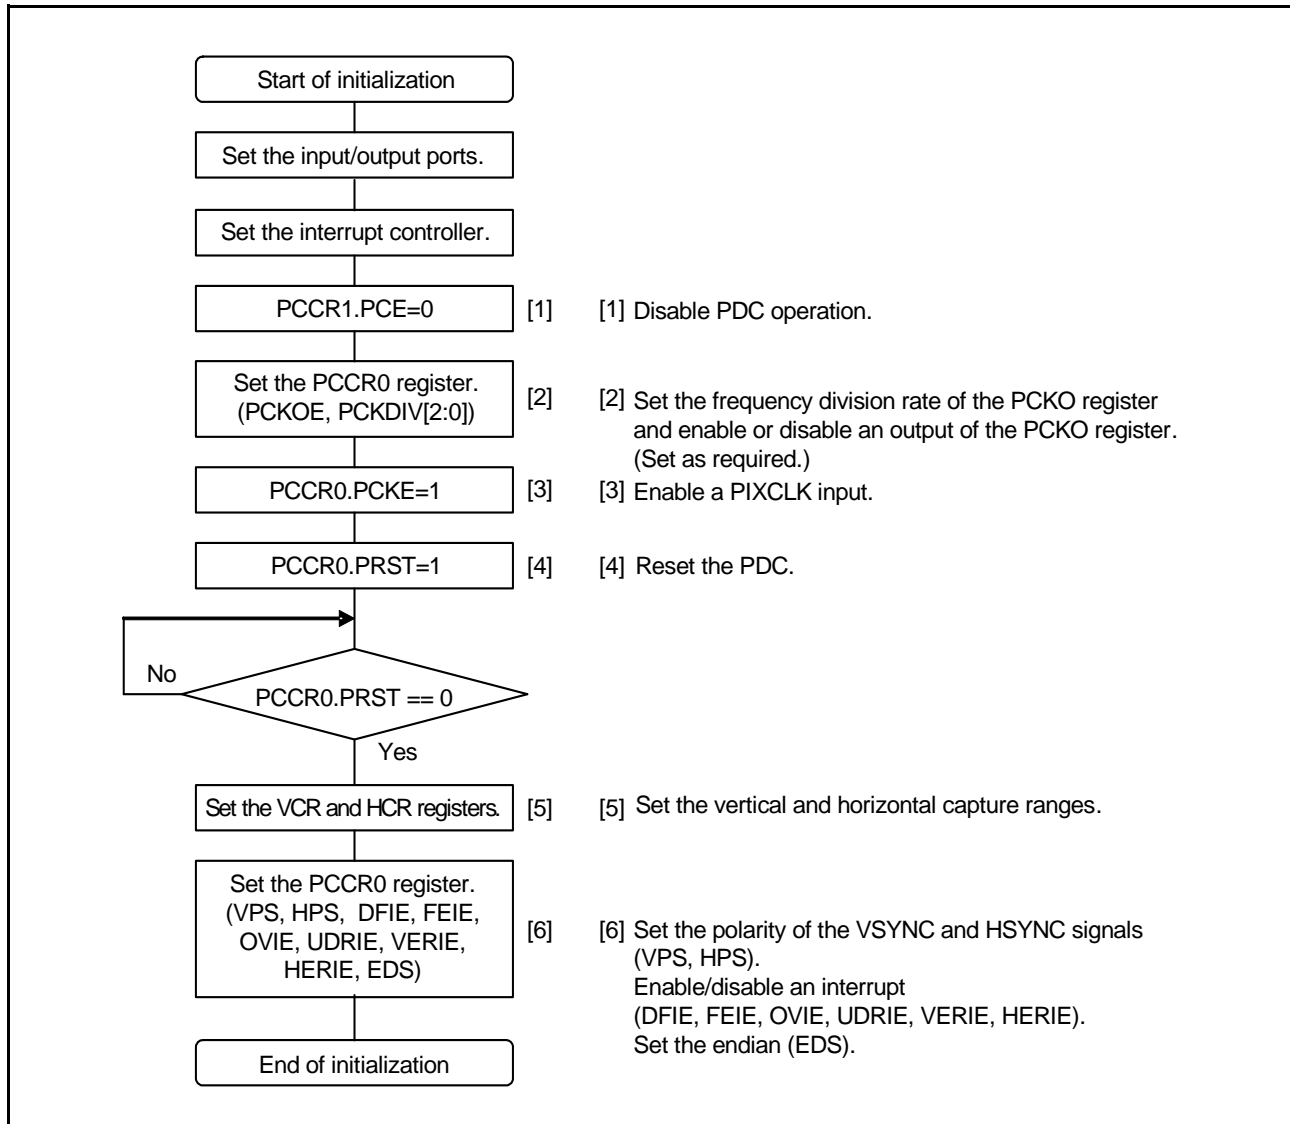 Start of initialization
Set the input/output ports.
Set the interrupt controller.
PCCR1.PCE=0 [1] [1] Disable PDC operation.
Set the PCCR0 register.
(PCKOE, PCKDIV[2:0])
[2] [2] Set the frequency division rate of the PCKO register
and enable or disable an output of the PCKO register.
(Set as required.)
PCCR0.PCKE=1 [3] [3] Enable a PIXCLK input.
PCCR0.PRST=1 [4] [4] Reset the PDC.
No
PCCR0.PRST == 0
Yes
Set the VCR and HCR registers. [5] [5] Set the vertical and horizontal capture ranges.
Set the PCCR0 register.
(VPS, HPS, DFIE, FEIE,
OVIE, UDRIE, VERIE,
HERIE, EDS)
[6] [6] Set the polarity of the VSYNC and HSYNC signals
(VPS, HPS).
Enable/disable an interrupt
(DFIE, FEIE, OVIE, UDRIE, VERIE, HERIE).
Set the endian (EDS).
End of initialization